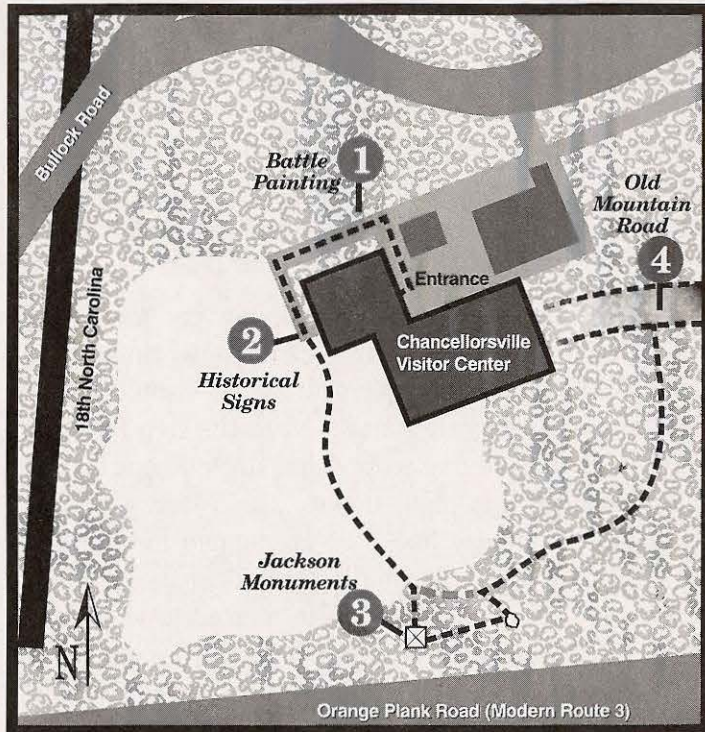 Bullock Road
18th North Carolina
1
Battle
Painting
Old
Mountain
Road
4
Entrance
2
Historical
Signs
Chancellorsville
Visitor Center
Jackson
Monuments
3
N
Orange Plank Road (Modern Route 3)